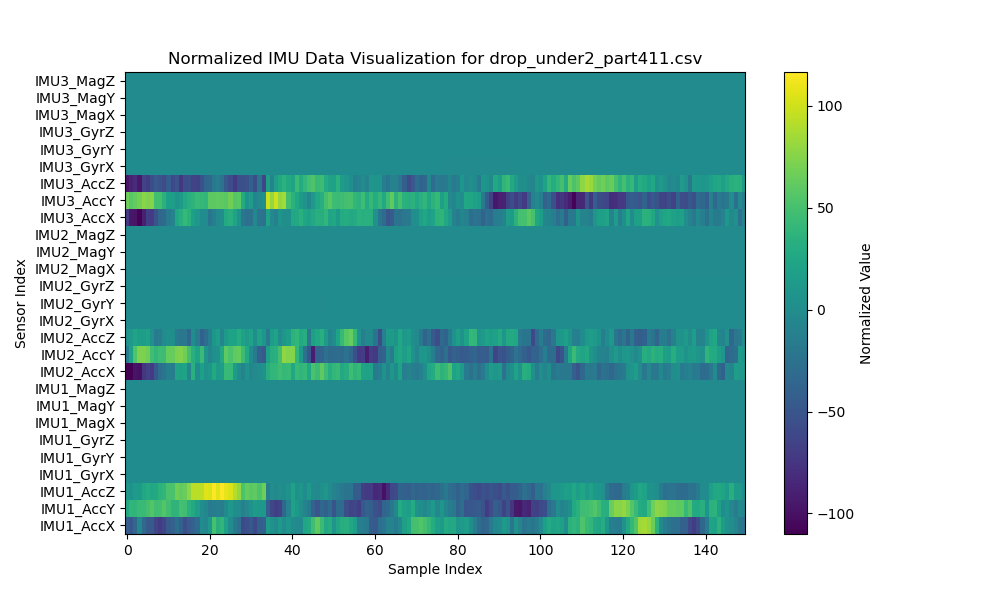 Normalized IMU Data Visualization for drop_under2_part411.csv
IMU3_MagZ
IMU3_MagY
IMU3_MagX
IMU3_GyrZ
IMU3_GyrY
IMU3_GyrX
IMU3_AccZ
IMU3_AccY
IMU3_AccX
IMU2_MagZ
IMU2_MagY
IMU2_MagX
IMU2_GyrZ
IMU2_GyrY
IMU2_GyrX
IMU2_AccZ
IMU2_AccY
IMU2_AccX
IMU1_MagZ
IMU1_MagY
IMU1_MagX
IMU1_GyrZ
IMU1_GyrY
IMU1_GyrX
IMU1_AccZ
IMU1_AccY
IMU1_AccX
Sensor Index
0 20 40 60 80 100 120 140
Sample Index
100
50
0
−50
−100
Normalized Value